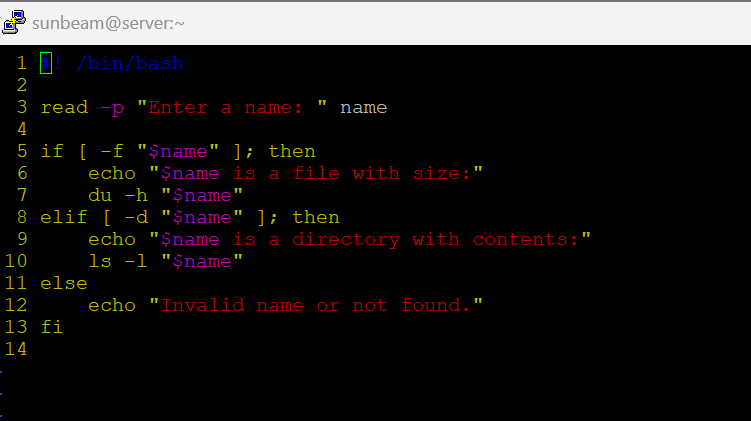 sunbeam@server:~
1 #! /bin/bash
2
3 read -p "Enter a name: " name
4
5 if [ -f "$name" ]; then
6     echo "$name is a file with size:"
7     du -h "$name"
8 elif [ -d "$name" ]; then
9     echo "$name is a directory with contents:"
10     ls -l "$name"
11 else
12     echo "Invalid name or not found."
13 fi
14
~
~
~